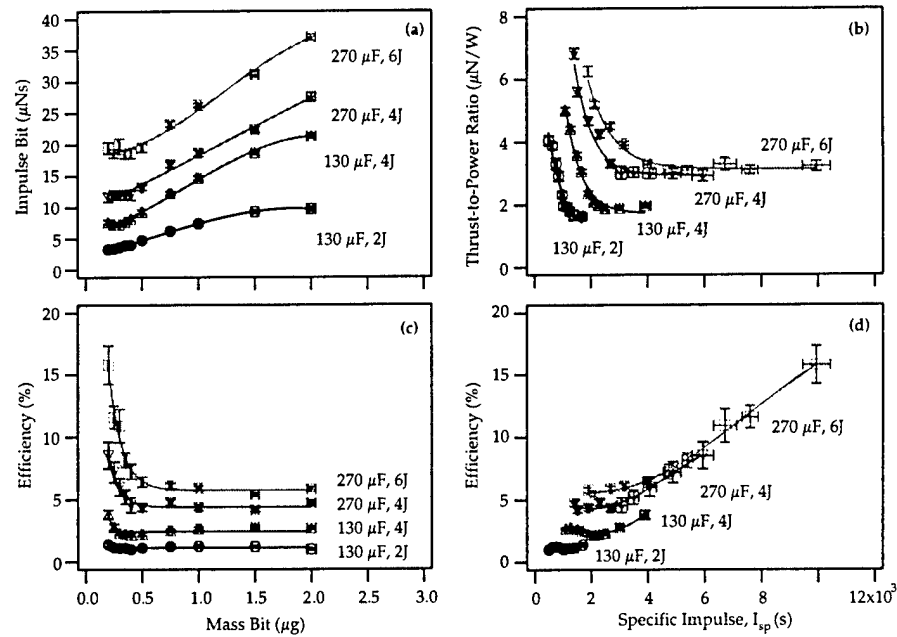 (a)
Impulse Bit (μNs)
40
35
30
25
20
15
10
5
0
270 μF, 6J
270 μF, 4J
130 μF, 4J
130 μF, 2J
(b)
Thrust-to-Power Ratio (μN/W)
8
6
4
2
0
270 μF, 6J
270 μF, 4J
130 μF, 4J
130 μF, 2J
(c)
Efficiency (%)
20
15
10
5
0
270 μF, 6J
270 μF, 4J
130 μF, 4J
130 μF, 2J
0.0 0.5 1.0 1.5 2.0 2.5 3.0
Mass Bit (μg)
(d)
Efficiency (%)
20
15
10
5
0
270 μF, 6J
270 μF, 4J
130 μF, 4J
130 μF, 2J
0 2 4 6 8 10 12x10³
Specific Impulse, Isp (s)